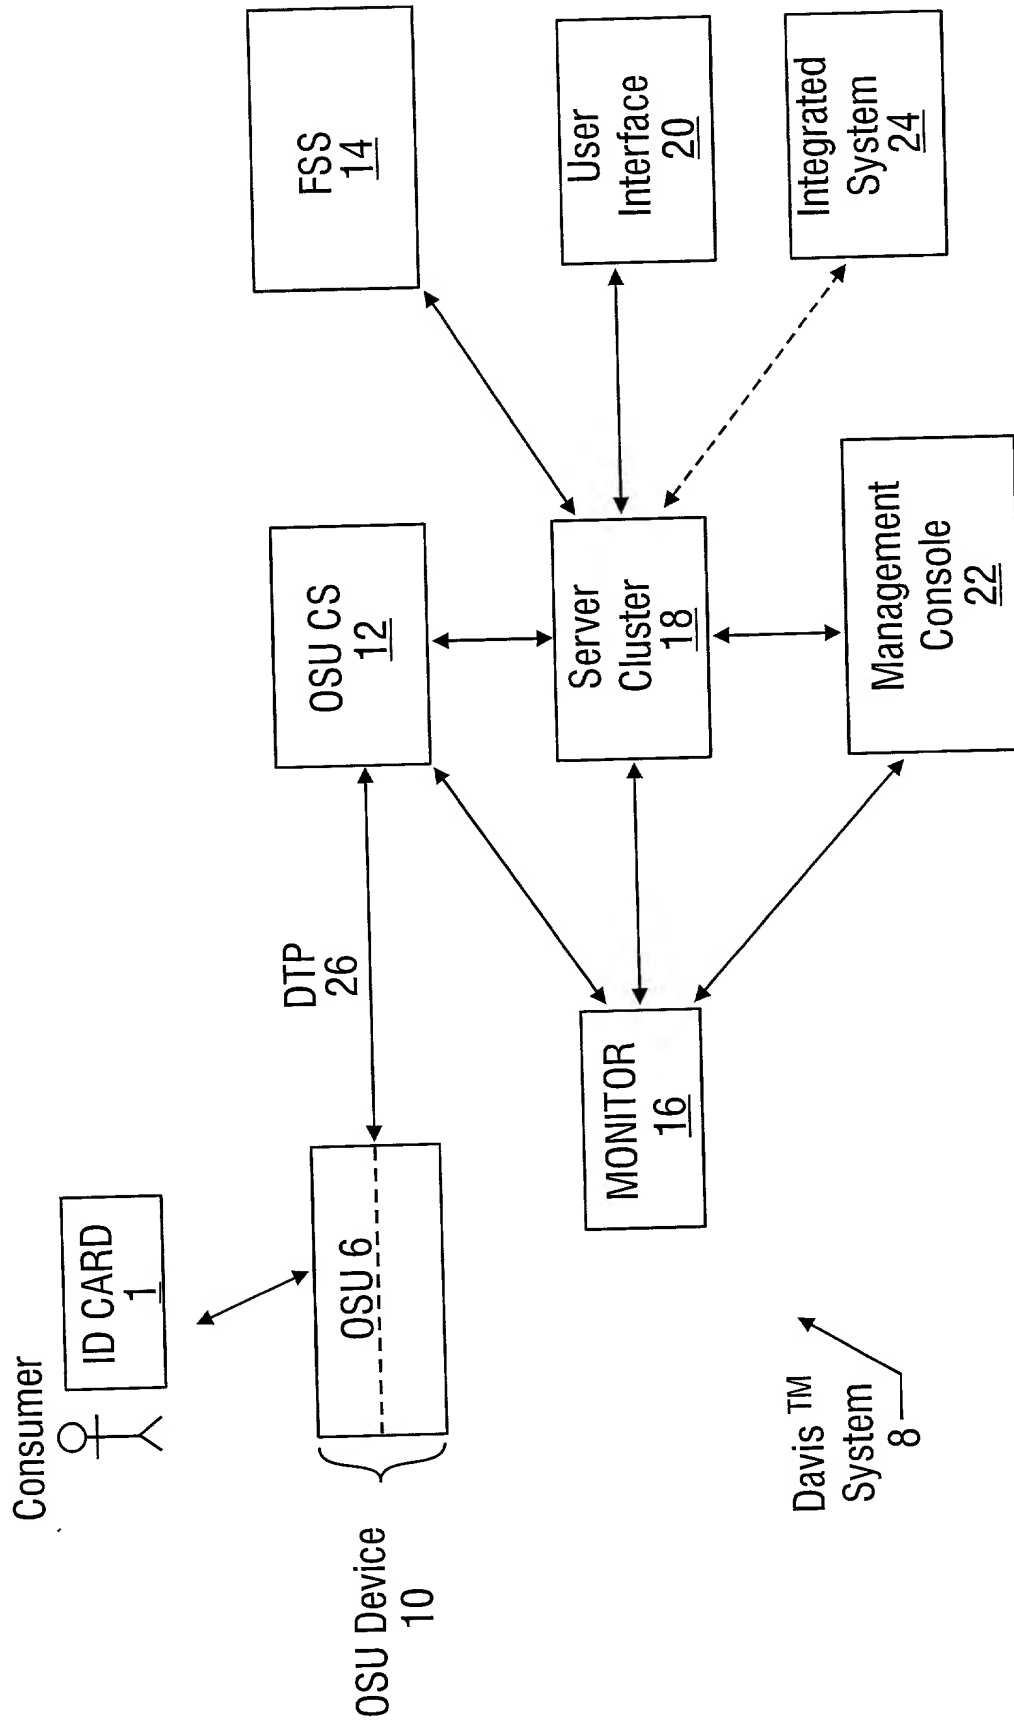 Consumer
ID CARD
1
OSU 6
OSU Device
10
DTP
26
OSU CS
12
FSS
14
MONITOR
16
Server
Cluster
18
User
Interface
20
Integrated
System
24
Management
Console
22
Davis TM
System
8